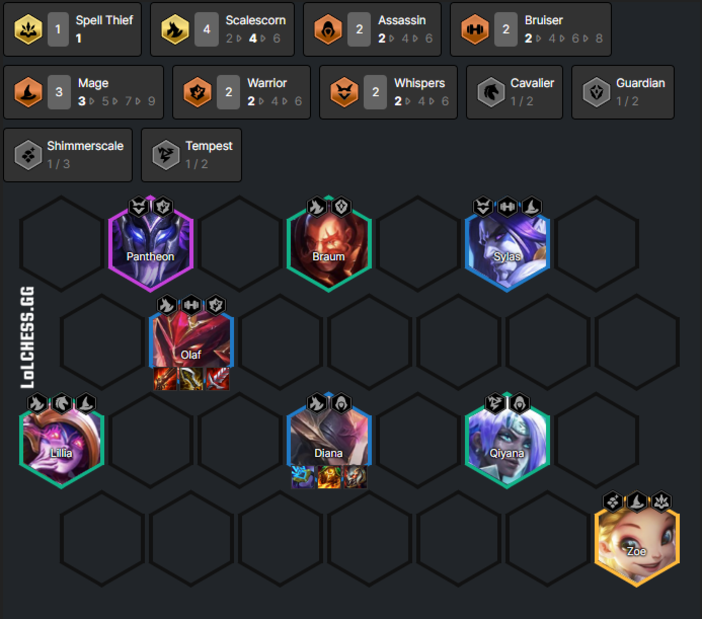 1 Spell Thief
1
4 Scalescorn
2 4 6
2 Assassin
2 4 6
2 Bruiser
2 4 6 8
3 Mage
3 5 7 9
2 Warrior
2 4 6
2 Whispers
2 4 6
Cavalier
1 / 2
Guardian
1 / 2
Shimmerscale
1 / 3
Tempest
1 / 2
Pantheon
Braum
Sylas
LoLCHESS.GG
Olaf
Lillia
Diana
Qiyana
Zoe